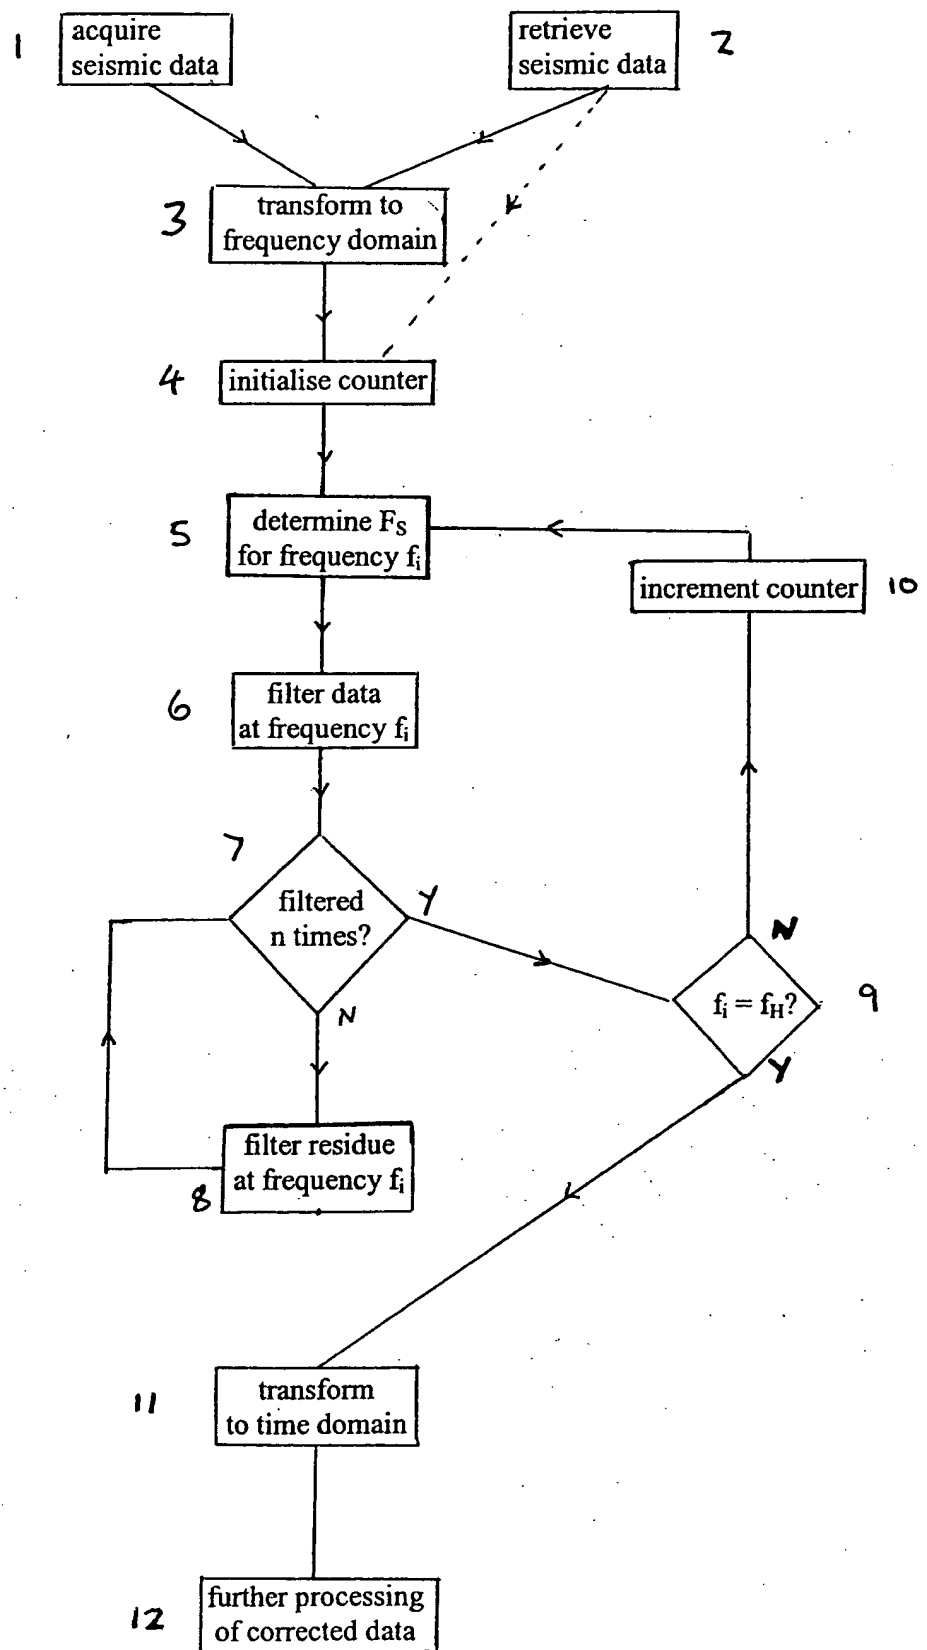 1
acquire
seismic data
retrieve
seismic data
2
3
transform to
frequency domain
4
initialise counter
5
determine Fs
for frequency fi
increment counter
10
6
filter data
at frequency fi
7
filtered
n times?
Y
N
N
fi = fH?
9
Y
filter residue
at frequency fi
8
11
transform
to time domain
12
further processing
of corrected data